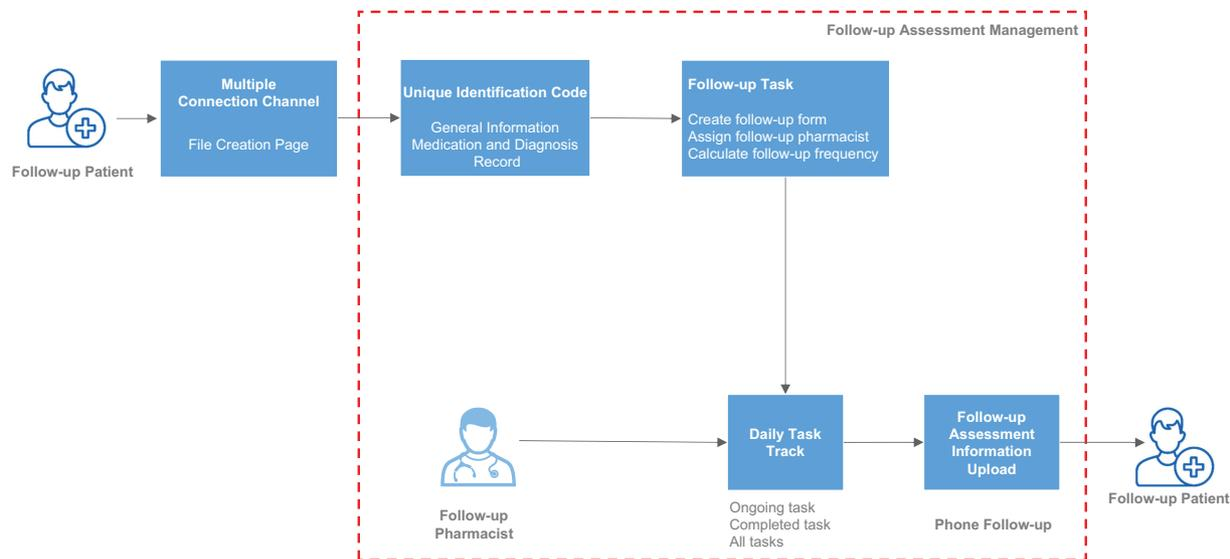 Follow-up Assessment Management
Multiple
Connection Channel
File Creation Page
Follow-up Patient
Unique Identification Code
General Information
Medication and Diagnosis
Record
Follow-up Task
Create follow-up form
Assign follow-up pharmacist
Calculate follow-up frequency
Follow-up
Pharmacist
Daily Task
Track
Ongoing task
Completed task
All tasks
Follow-up
Assessment
Information
Upload
Phone Follow-up
Follow-up Patient